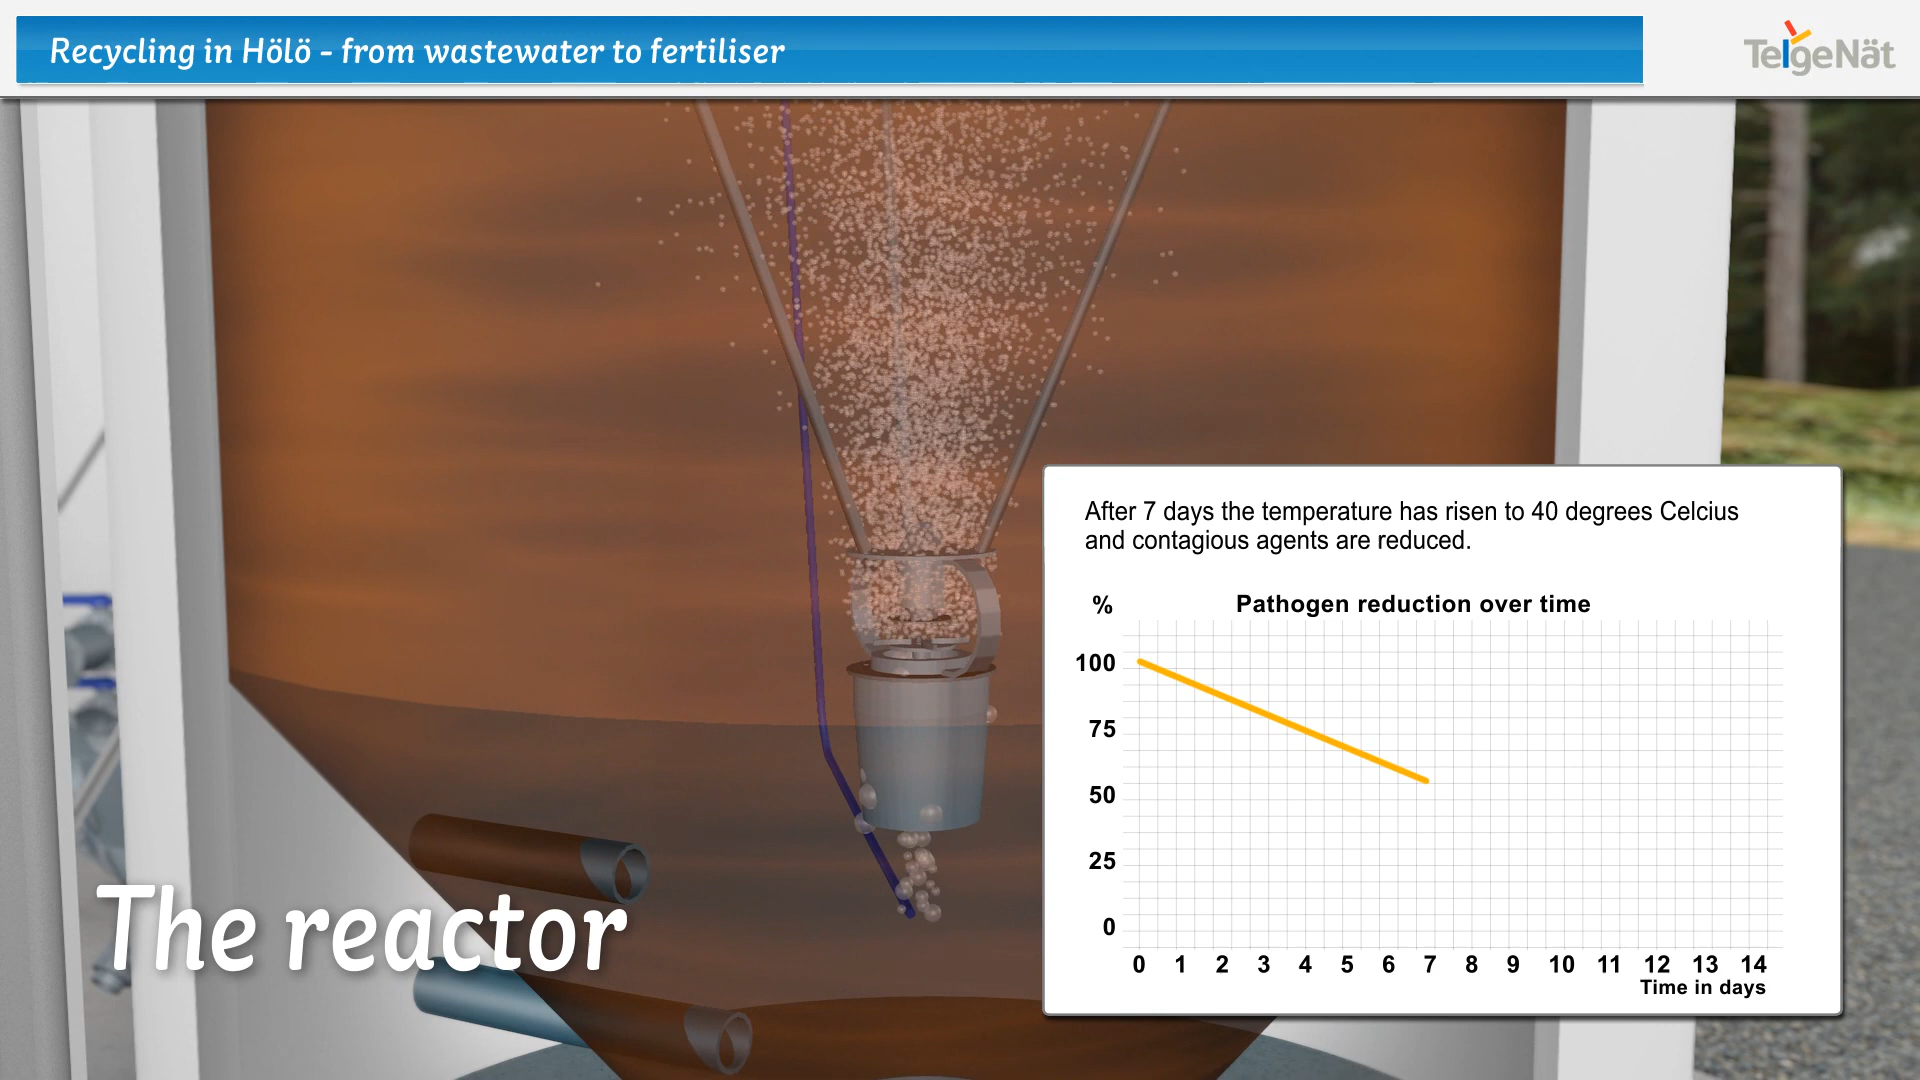 Recycling in Hölö - from wastewater to fertiliser
TelgeNät
After 7 days the temperature has risen to 40 degrees Celcius
and contagious agents are reduced.
% Pathogen reduction over time
100
75
50
25
0
0 1 2 3 4 5 6 7 8 9 10 11 12 13 14
Time in days
The reactor